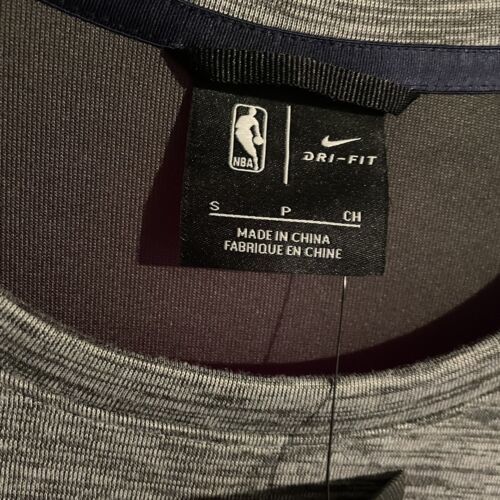 NBA
DRI-FIT
S P CH
MADE IN CHINA
FABRIQUE EN CHINE